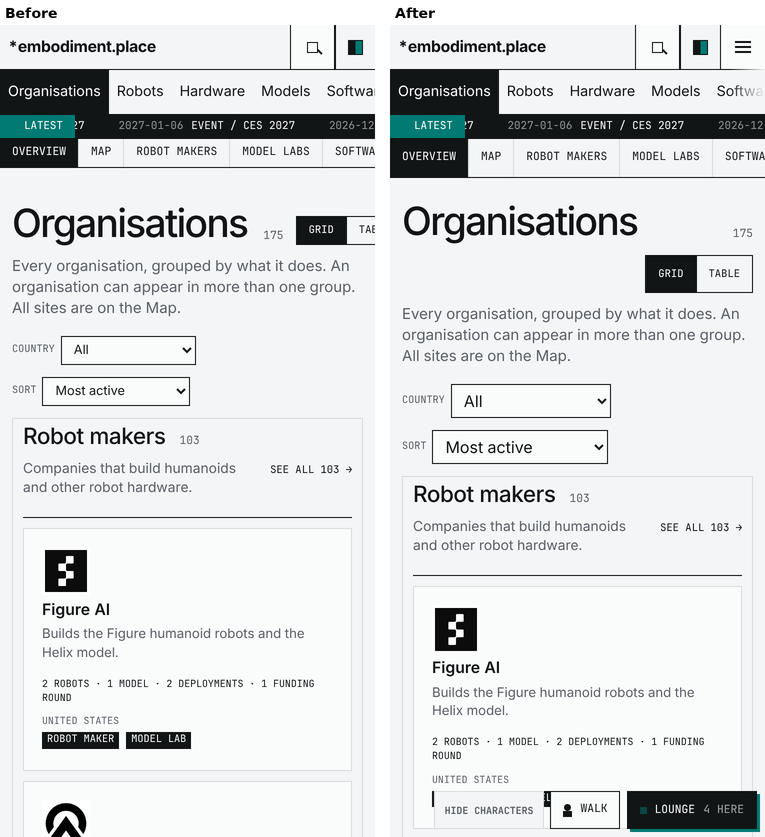 Before
*embodiment.place
Organisations Robots Hardware Models Softwa
LATEST 27 2027-01-06 EVENT / CES 2027 2026-12
OVERVIEW MAP ROBOT MAKERS MODEL LABS SOFTWA
Organisations 175 GRID TAB
Every organisation, grouped by what it does. An
organisation can appear in more than one group.
All sites are on the Map.
COUNTRY All
SORT Most active
Robot makers 103
Companies that build humanoids
and other robot hardware.
SEE ALL 103 →
Figure AI
Builds the Figure humanoid robots and the
Helix model.
2 ROBOTS · 1 MODEL · 2 DEPLOYMENTS · 1 FUNDING
ROUND
UNITED STATES
ROBOT MAKER MODEL LAB
After
*embodiment.place
Organisations Robots Hardware Models Softwa
LATEST 27 2027-01-06 EVENT / CES 2027 2026-12
OVERVIEW MAP ROBOT MAKERS MODEL LABS SOFTWA
Organisations 175
GRID TABLE
Every organisation, grouped by what it does. An
organisation can appear in more than one group.
All sites are on the Map.
COUNTRY All
SORT Most active
Robot makers 103
Companies that build humanoids
and other robot hardware.
SEE ALL 103 →
Figure AI
Builds the Figure humanoid robots and the
Helix model.
2 ROBOTS · 1 MODEL · 2 DEPLOYMENTS · 1 FUNDING
ROUND
UNITED STATES
HIDE CHARACTERS WALK LOUNGE 4 HERE